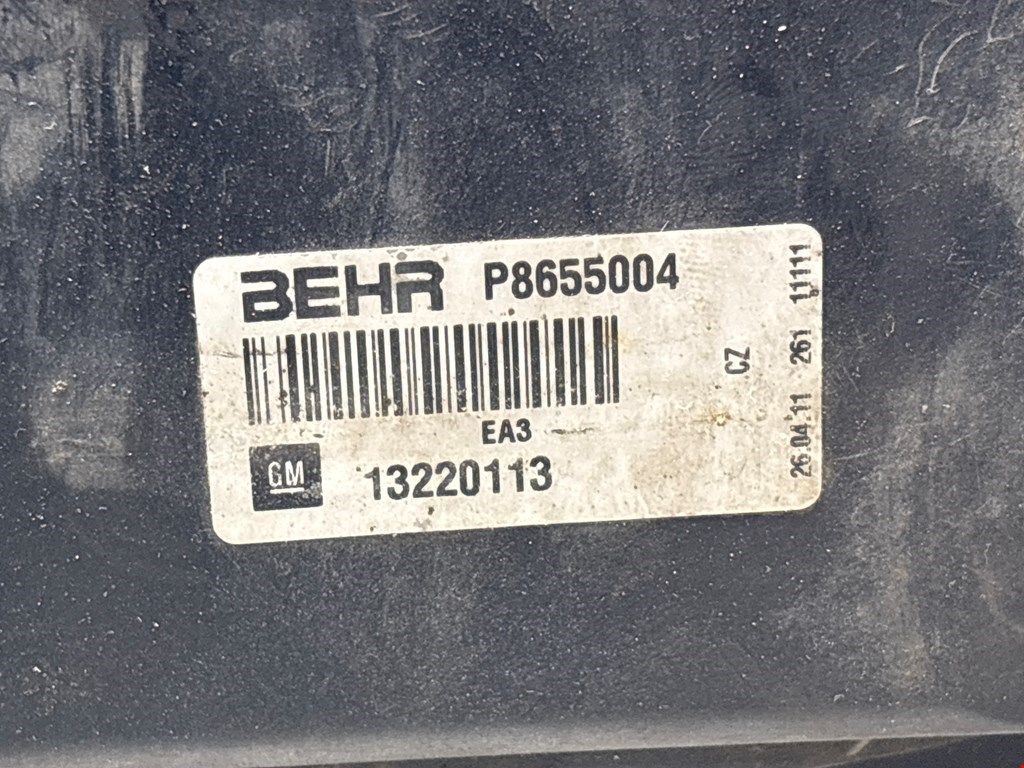 BEHR P8655004
EA3
GM 13220113
CZ
26.04.11 261 11111